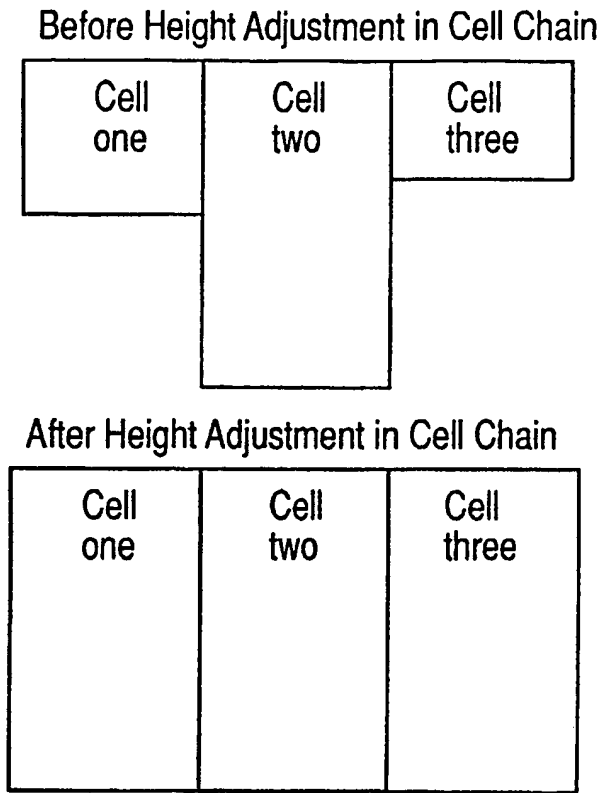 Before Height Adjustment in Cell Chain
Cell one
Cell two
Cell three
After Height Adjustment in Cell Chain
Cell one
Cell two
Cell three